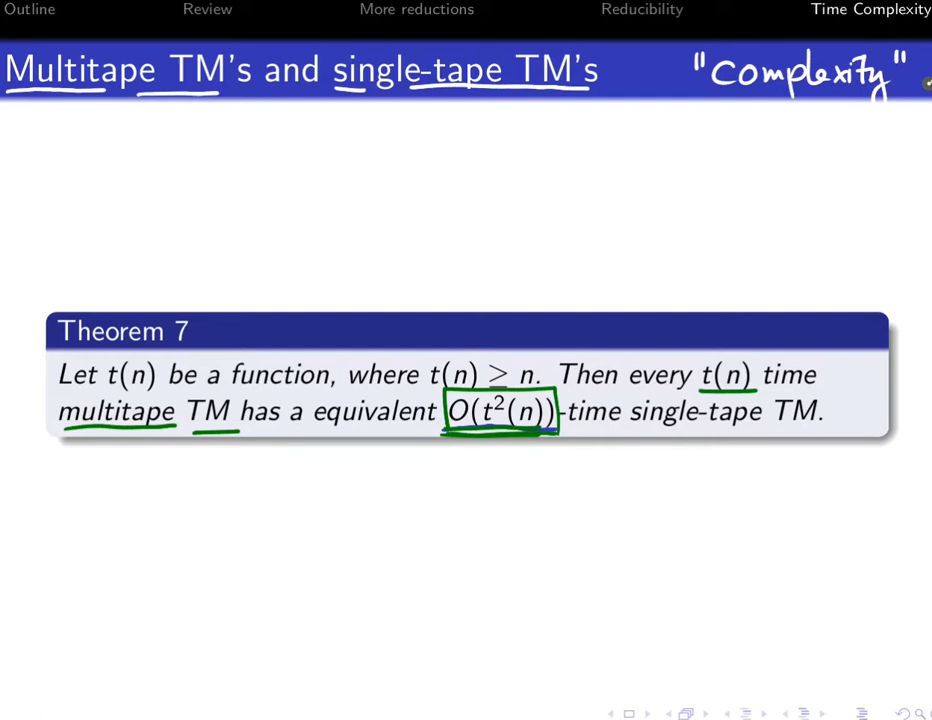 Outline Review More reductions Reducibility Time Complexity
Multitape TM's and single-tape TM's "Complexity"
Theorem 7
Let t(n) be a function, where t(n) ≥ n. Then every t(n) time
multitape TM has a equivalent O(t²(n))-time single-tape TM.